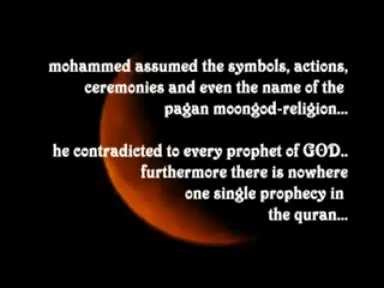 mohammed assumed the symbols, actions,
ceremonies and even the name of the
pagan moongod-religion...
he contradicted to every prophet of GOD..
furthermore there is nowhere
one single prophecy in
the quran...